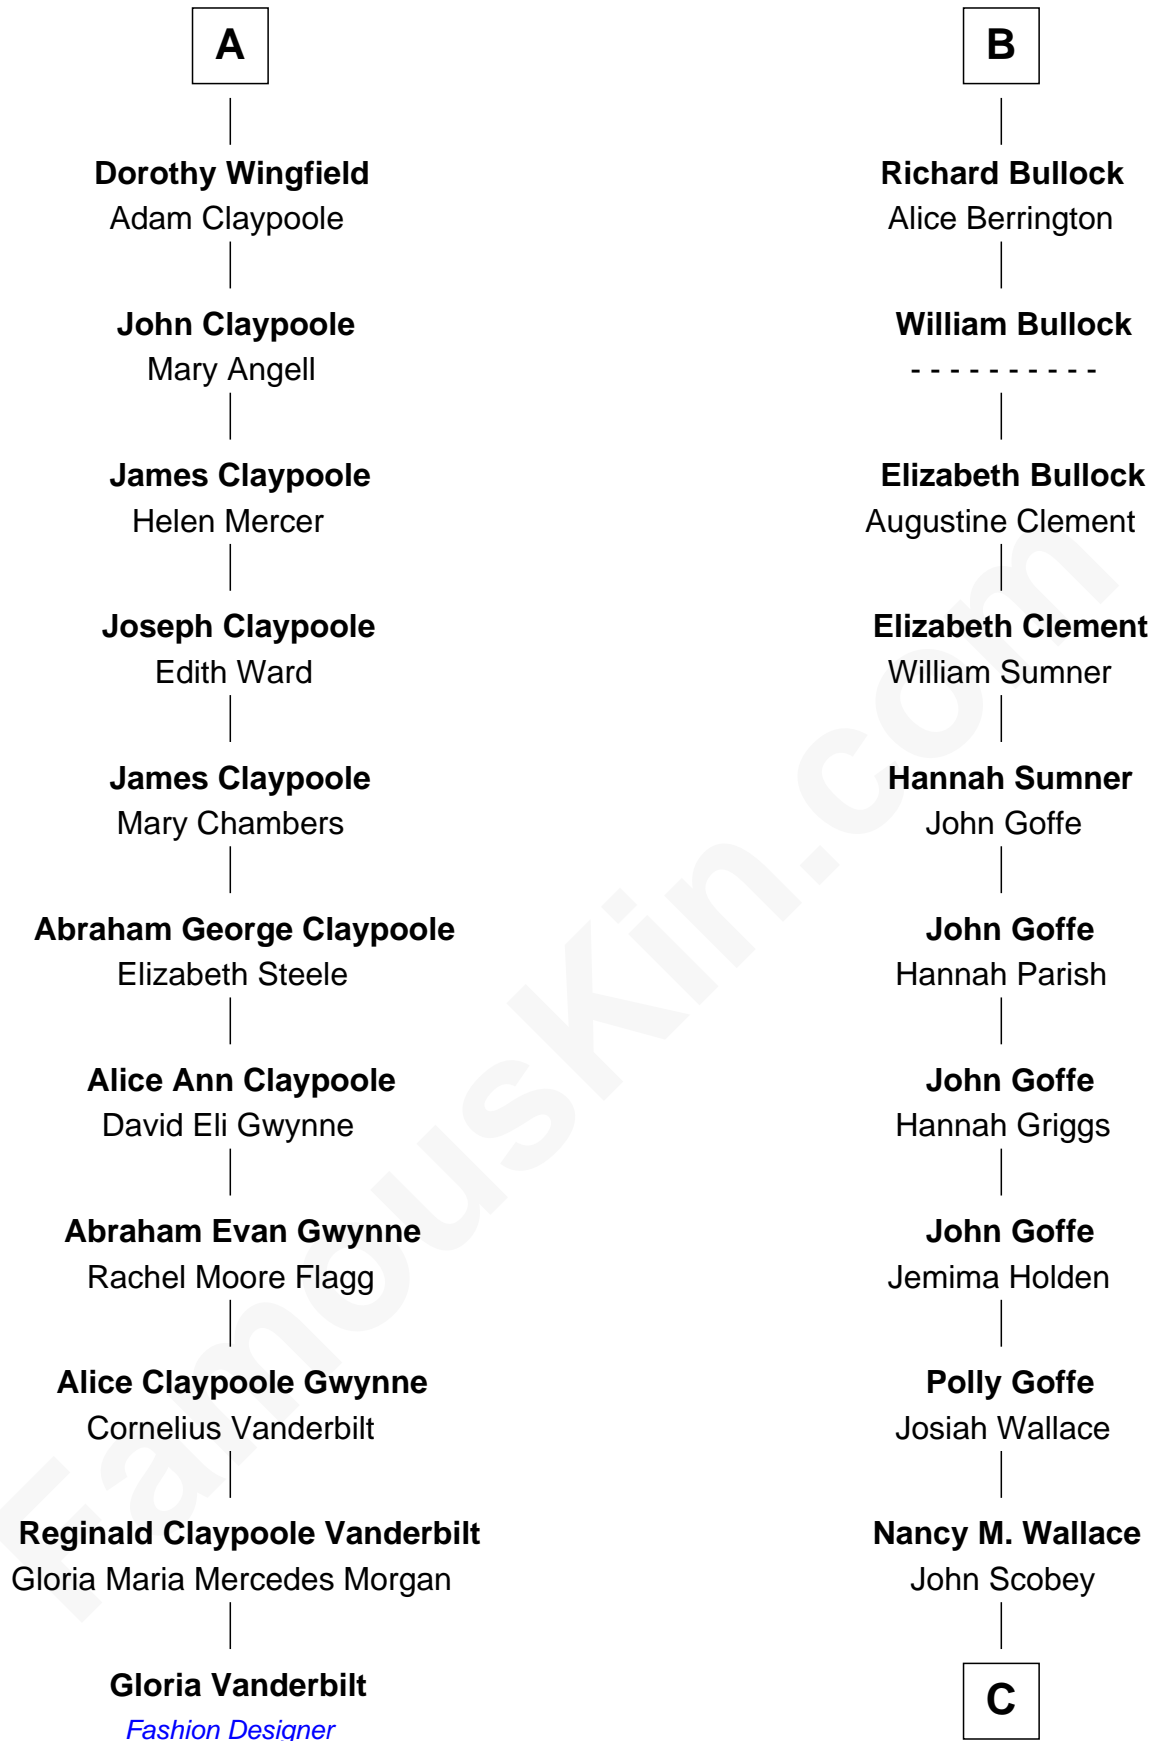 A
Dorothy Wingfield
Adam Claypoole
John Claypoole
Mary Angell
James Claypoole
Helen Mercer
Joseph Claypoole
Edith Ward
James Claypoole
Mary Chambers
Abraham George Claypoole
Elizabeth Steele
Alice Ann Claypoole
David Eli Gwynne
Abraham Evan Gwynne
Rachel Moore Flagg
Alice Claypoole Gwynne
Cornelius Vanderbilt
Reginald Claypoole Vanderbilt
Gloria Maria Mercedes Morgan
Gloria Vanderbilt
Fashion Designer
B
Richard Bullock
Alice Berrington
William Bullock
- - - - - - - - - -
Elizabeth Bullock
Augustine Clement
Elizabeth Clement
William Sumner
Hannah Sumner
John Goffe
John Goffe
Hannah Parish
John Goffe
Hannah Griggs
John Goffe
Jemima Holden
Polly Goffe
Josiah Wallace
Nancy M. Wallace
John Scobey
C
FamousKin.com